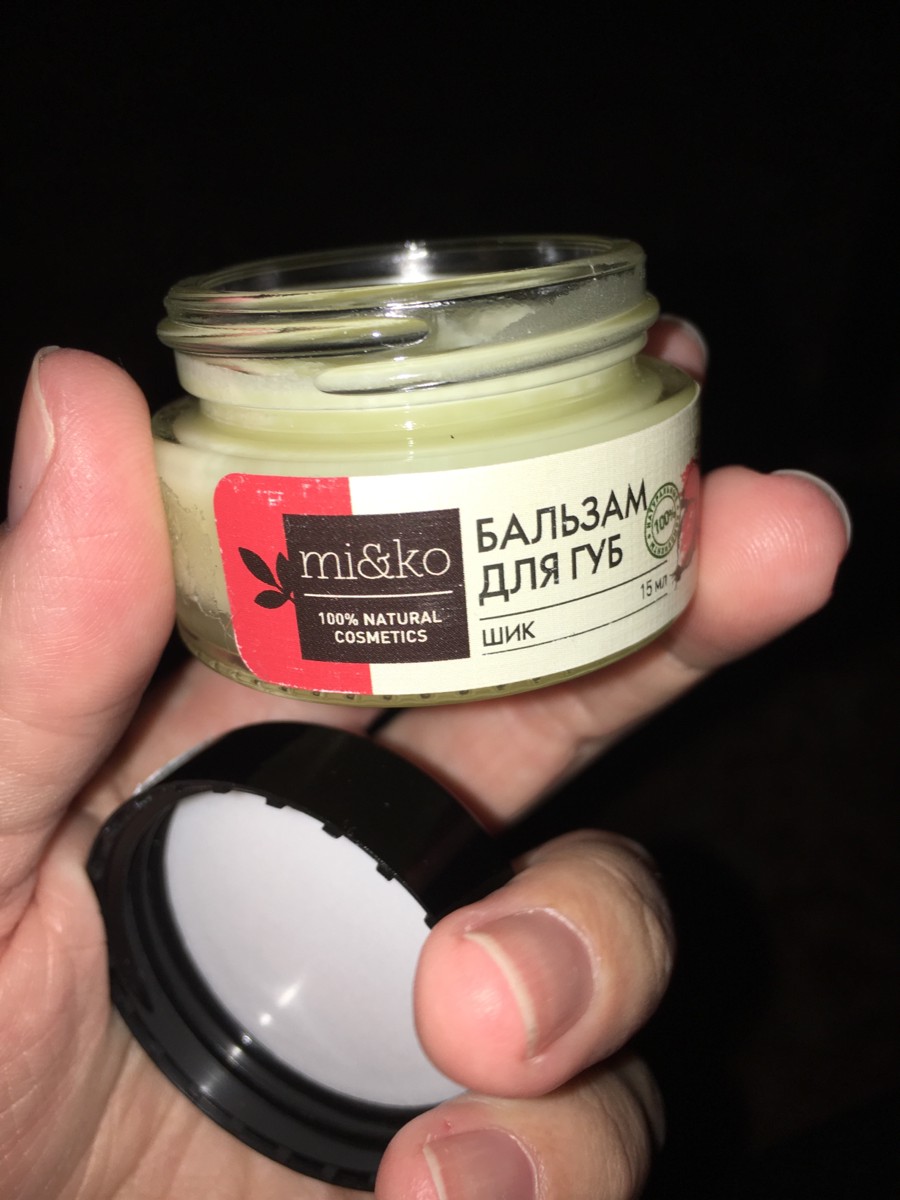 mi&ko
100% NATURAL
COSMETICS
БАЛЬЗАМ
ДЛЯ ГУБ
15 мл
ШИК
100%